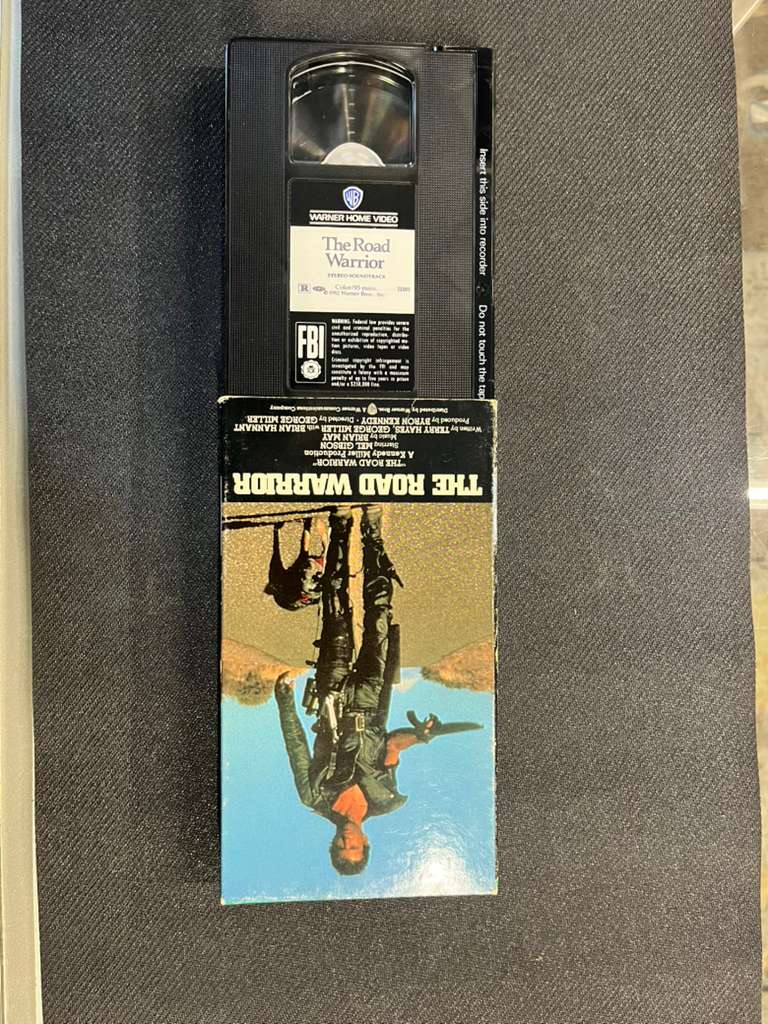 WB
WARNER HOME VIDEO
The Road
Warrior
STEREO SOUNDTRACK
R Color/95 mins.
© 1982 Warner Bros. Inc.
FBI
WARNING: Federal law provides severe
civil and criminal penalties for the
unauthorized reproduction, distribu-
tion or exhibition of copyrighted mo-
tion pictures, video tapes or video
discs.
Criminal copyright infringement is
investigated by the FBI and may
constitute a felony with a maximum
penalty of up to five years in prison
and/or a $250,000 fine.
Insert this side into recorder
Do not touch the tap
THE ROAD WARRIOR
"THE ROAD WARRIOR"
A Kennedy Miller Production
Starring MEL GIBSON
Music by BRIAN MAY
Written by TERRY HAYES, GEORGE MILLER with BRIAN HANNANT
Produced by BYRON KENNEDY · Directed by GEORGE MILLER
Distributed by Warner Bros. A Warner Communications Company